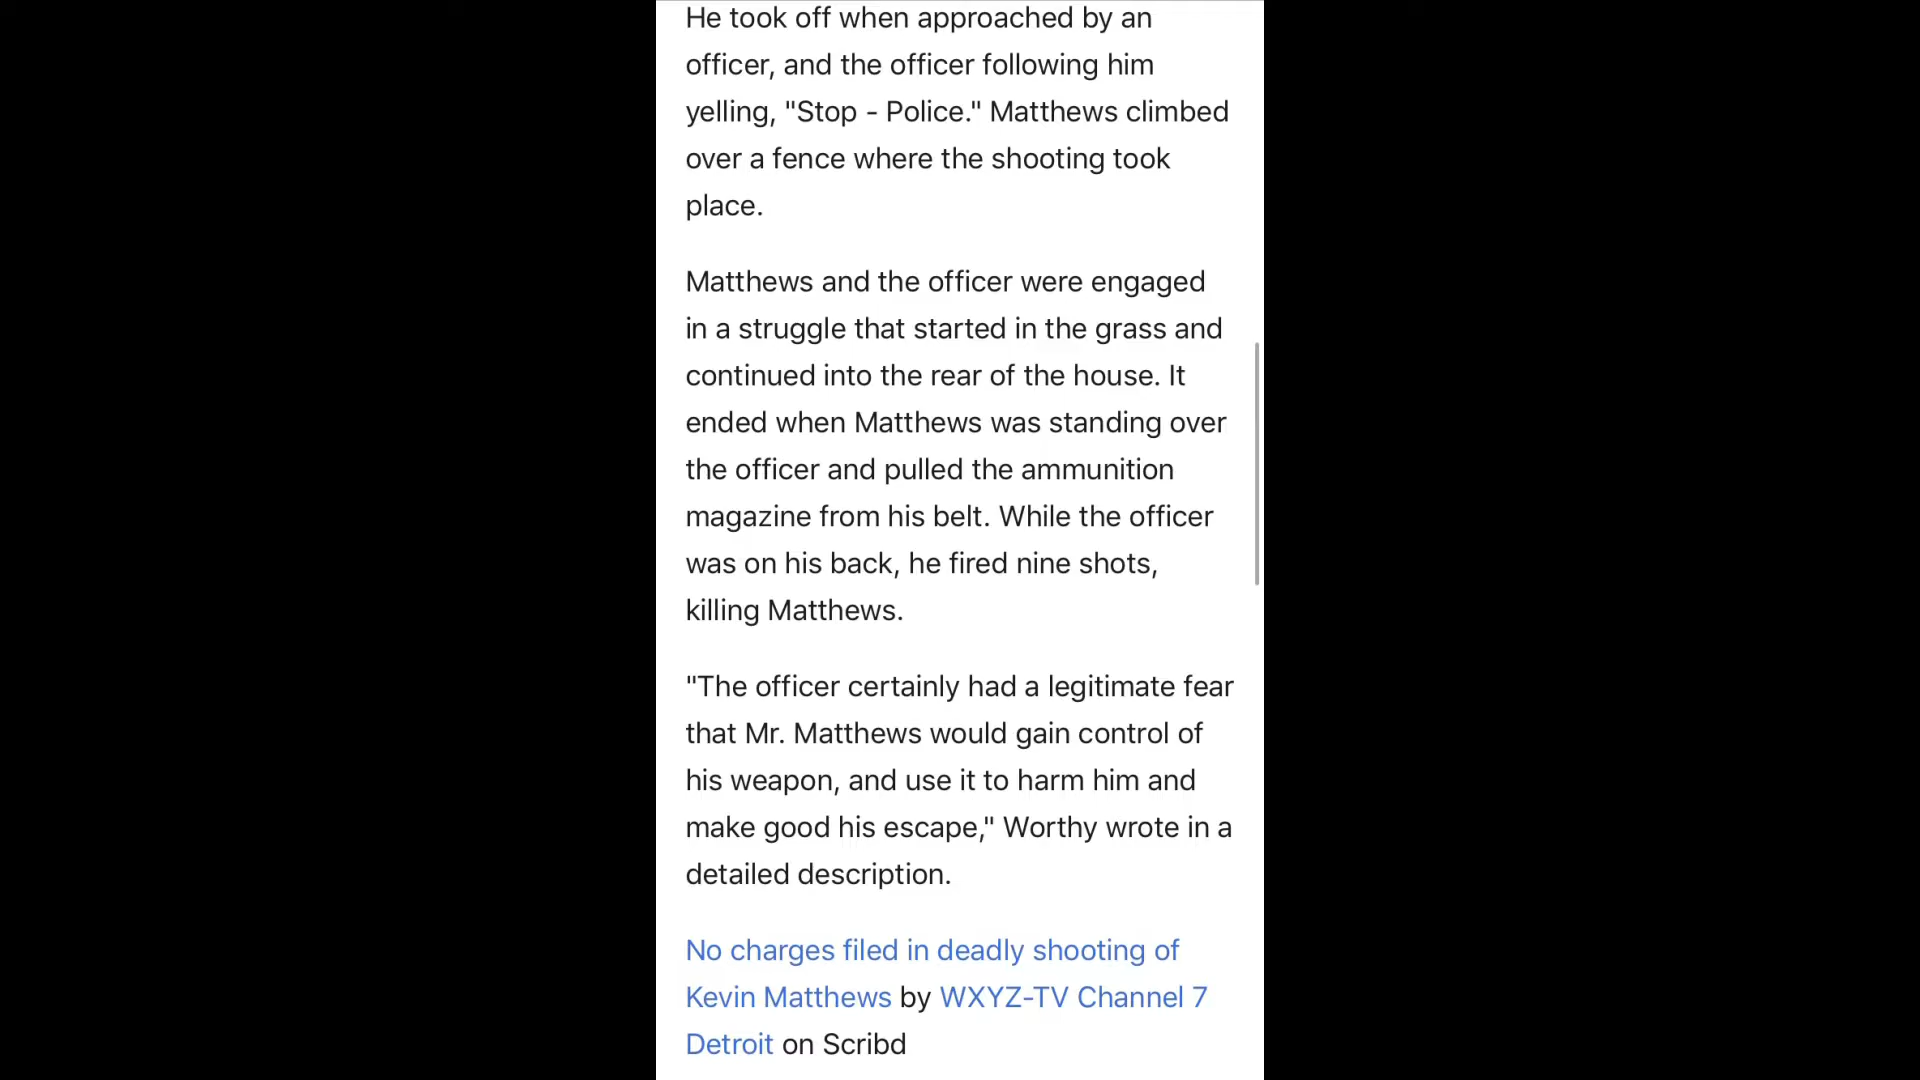 He took off when approached by an
officer, and the officer following him
yelling, "Stop - Police." Matthews climbed
over a fence where the shooting took
place.
Matthews and the officer were engaged
in a struggle that started in the grass and
continued into the rear of the house. It
ended when Matthews was standing over
the officer and pulled the ammunition
magazine from his belt. While the officer
was on his back, he fired nine shots,
killing Matthews.
"The officer certainly had a legitimate fear
that Mr. Matthews would gain control of
his weapon, and use it to harm him and
make good his escape," Worthy wrote in a
detailed description.
No charges filed in deadly shooting of
Kevin Matthews by WXYZ-TV Channel 7
Detroit on Scribd